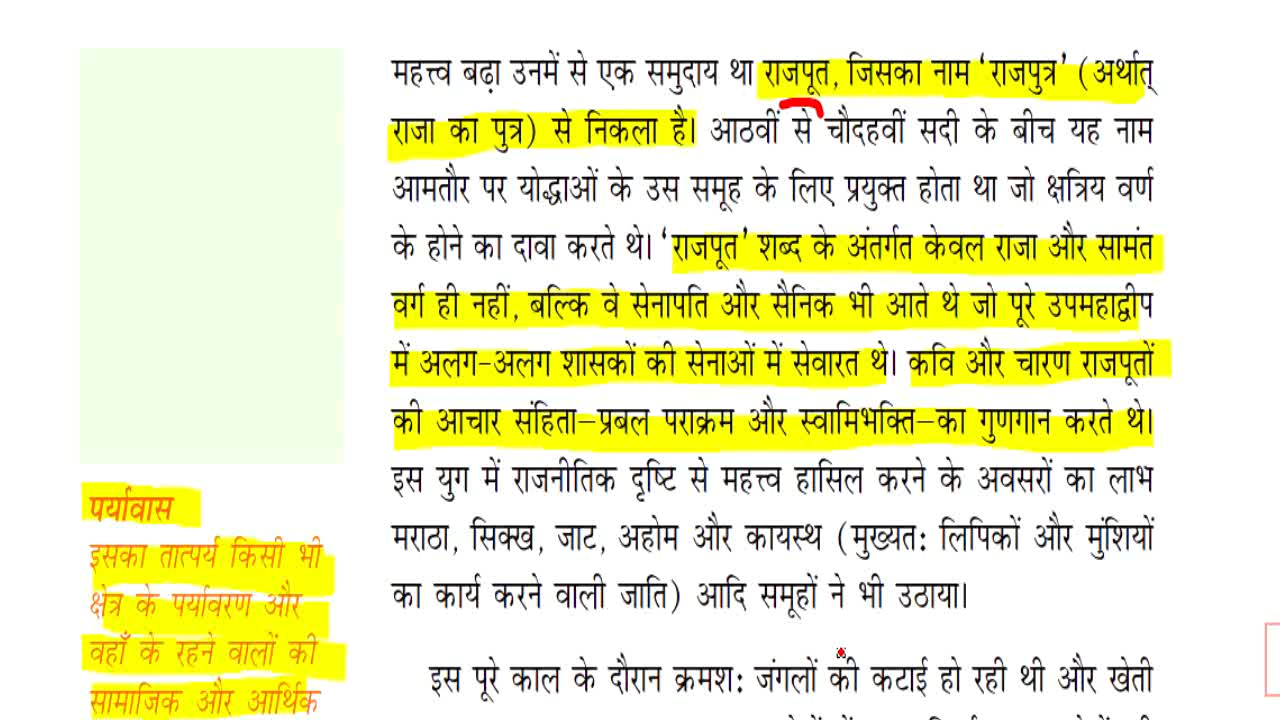 महत्त्व बढ़ा उनमें से एक समुदाय था राजपूत, जिसका नाम ‘राजपुत्र’ (अर्थात्
राजा का पुत्र) से निकला है। आठवीं से चौदहवीं सदी के बीच यह नाम
आमतौर पर योद्धाओं के उस समूह के लिए प्रयुक्त होता था जो क्षत्रिय वर्ण
के होने का दावा करते थे। ‘राजपूत’ शब्द के अंतर्गत केवल राजा और सामंत
वर्ग ही नहीं, बल्कि वे सेनापति और सैनिक भी आते थे जो पूरे उपमहाद्वीप
में अलग-अलग शासकों की सेनाओं में सेवारत थे। कवि और चारण राजपूतों
की आचार संहिता–प्रबल पराक्रम और स्वामिभक्ति–का गुणगान करते थे।
इस युग में राजनीतिक दृष्टि से महत्त्व हासिल करने के अवसरों का लाभ
मराठा, सिक्ख, जाट, अहोम और कायस्थ (मुख्यत: लिपिकों और मुंशियों
का कार्य करने वाली जाति) आदि समूहों ने भी उठाया।
इस पूरे काल के दौरान क्रमश: जंगलों की कटाई हो रही थी और खेती
पर्यावास
इसका तात्पर्य किसी भी
क्षेत्र के पर्यावरण और
वहाँ के रहने वालों की
सामाजिक और आर्थिक